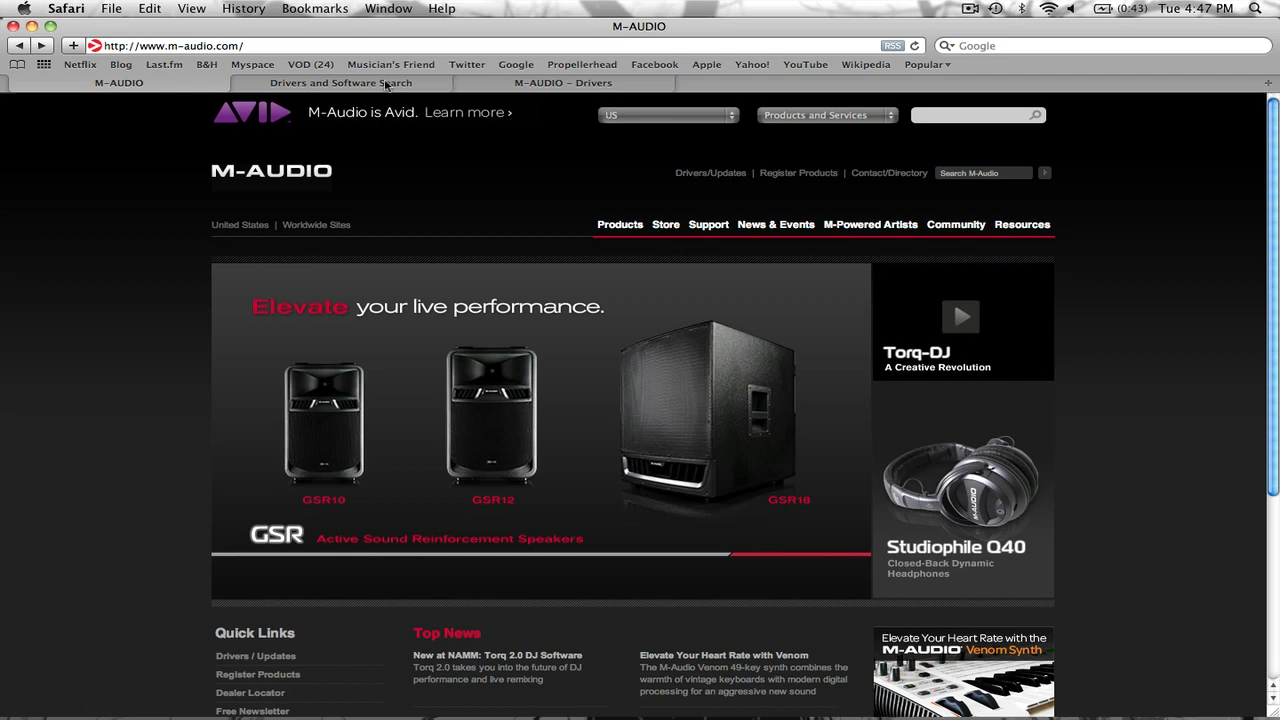 Safari File Edit View History Bookmarks Window Help (0:43) Tue 4:47 PM
M-AUDIO
http://www.m-audio.com/ RSS Google
Netflix Blog Last.fm B&H Myspace VOD (24) Musician's Friend Twitter Google Propellerhead Facebook Apple Yahoo! YouTube Wikipedia Popular
M-AUDIO Drivers and Software Search M-AUDIO – Drivers
AVID M-Audio is Avid. Learn more › US Products and Services
M-AUDIO Drivers/Updates | Register Products | Contact/Directory Search M-Audio
United States | Worldwide Sites Products Store Support News & Events M-Powered Artists Community Resources
Elevate your live performance.
GSR10 GSR12 GSR18
GSR Active Sound Reinforcement Speakers
Torq-DJ
A Creative Revolution
Studiophile Q40
Closed-Back Dynamic
Headphones
Quick Links
Drivers / Updates
Register Products
Dealer Locator
Free Newsletter
Top News
New at NAMM: Torq 2.0 DJ Software
Torq 2.0 takes you into the future of DJ
performance and live remixing
Elevate Your Heart Rate with Venom
The M-Audio Venom 49-key synth combines the
warmth of vintage keyboards with modern digital
processing for an aggressive new sound
Elevate Your Heart Rate with the
M-AUDIO Venom Synth